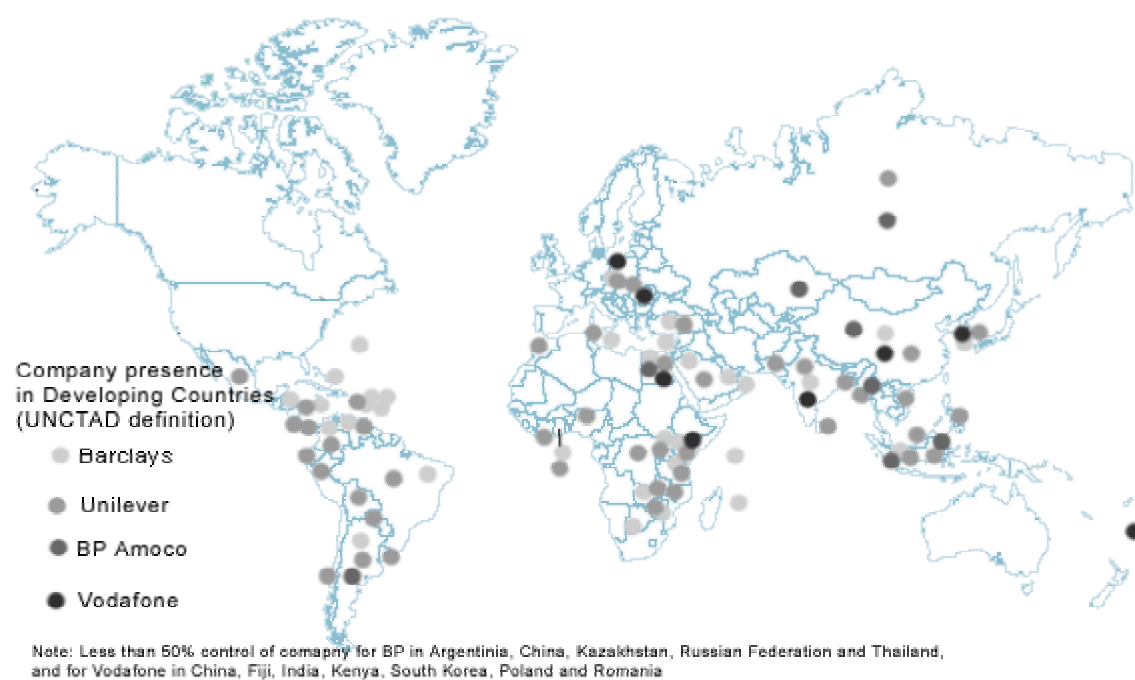 Company presence
in Developing Countries
(UNCTAD definition)
Barclays
Unilever
BP Amoco
Vodafone
Note: Less than 50% control of comapny for BP in Argentinia, China, Kazakhstan, Russian Federation and Thailand,
and for Vodafone in China, Fiji, India, Kenya, South Korea, Poland and Romania